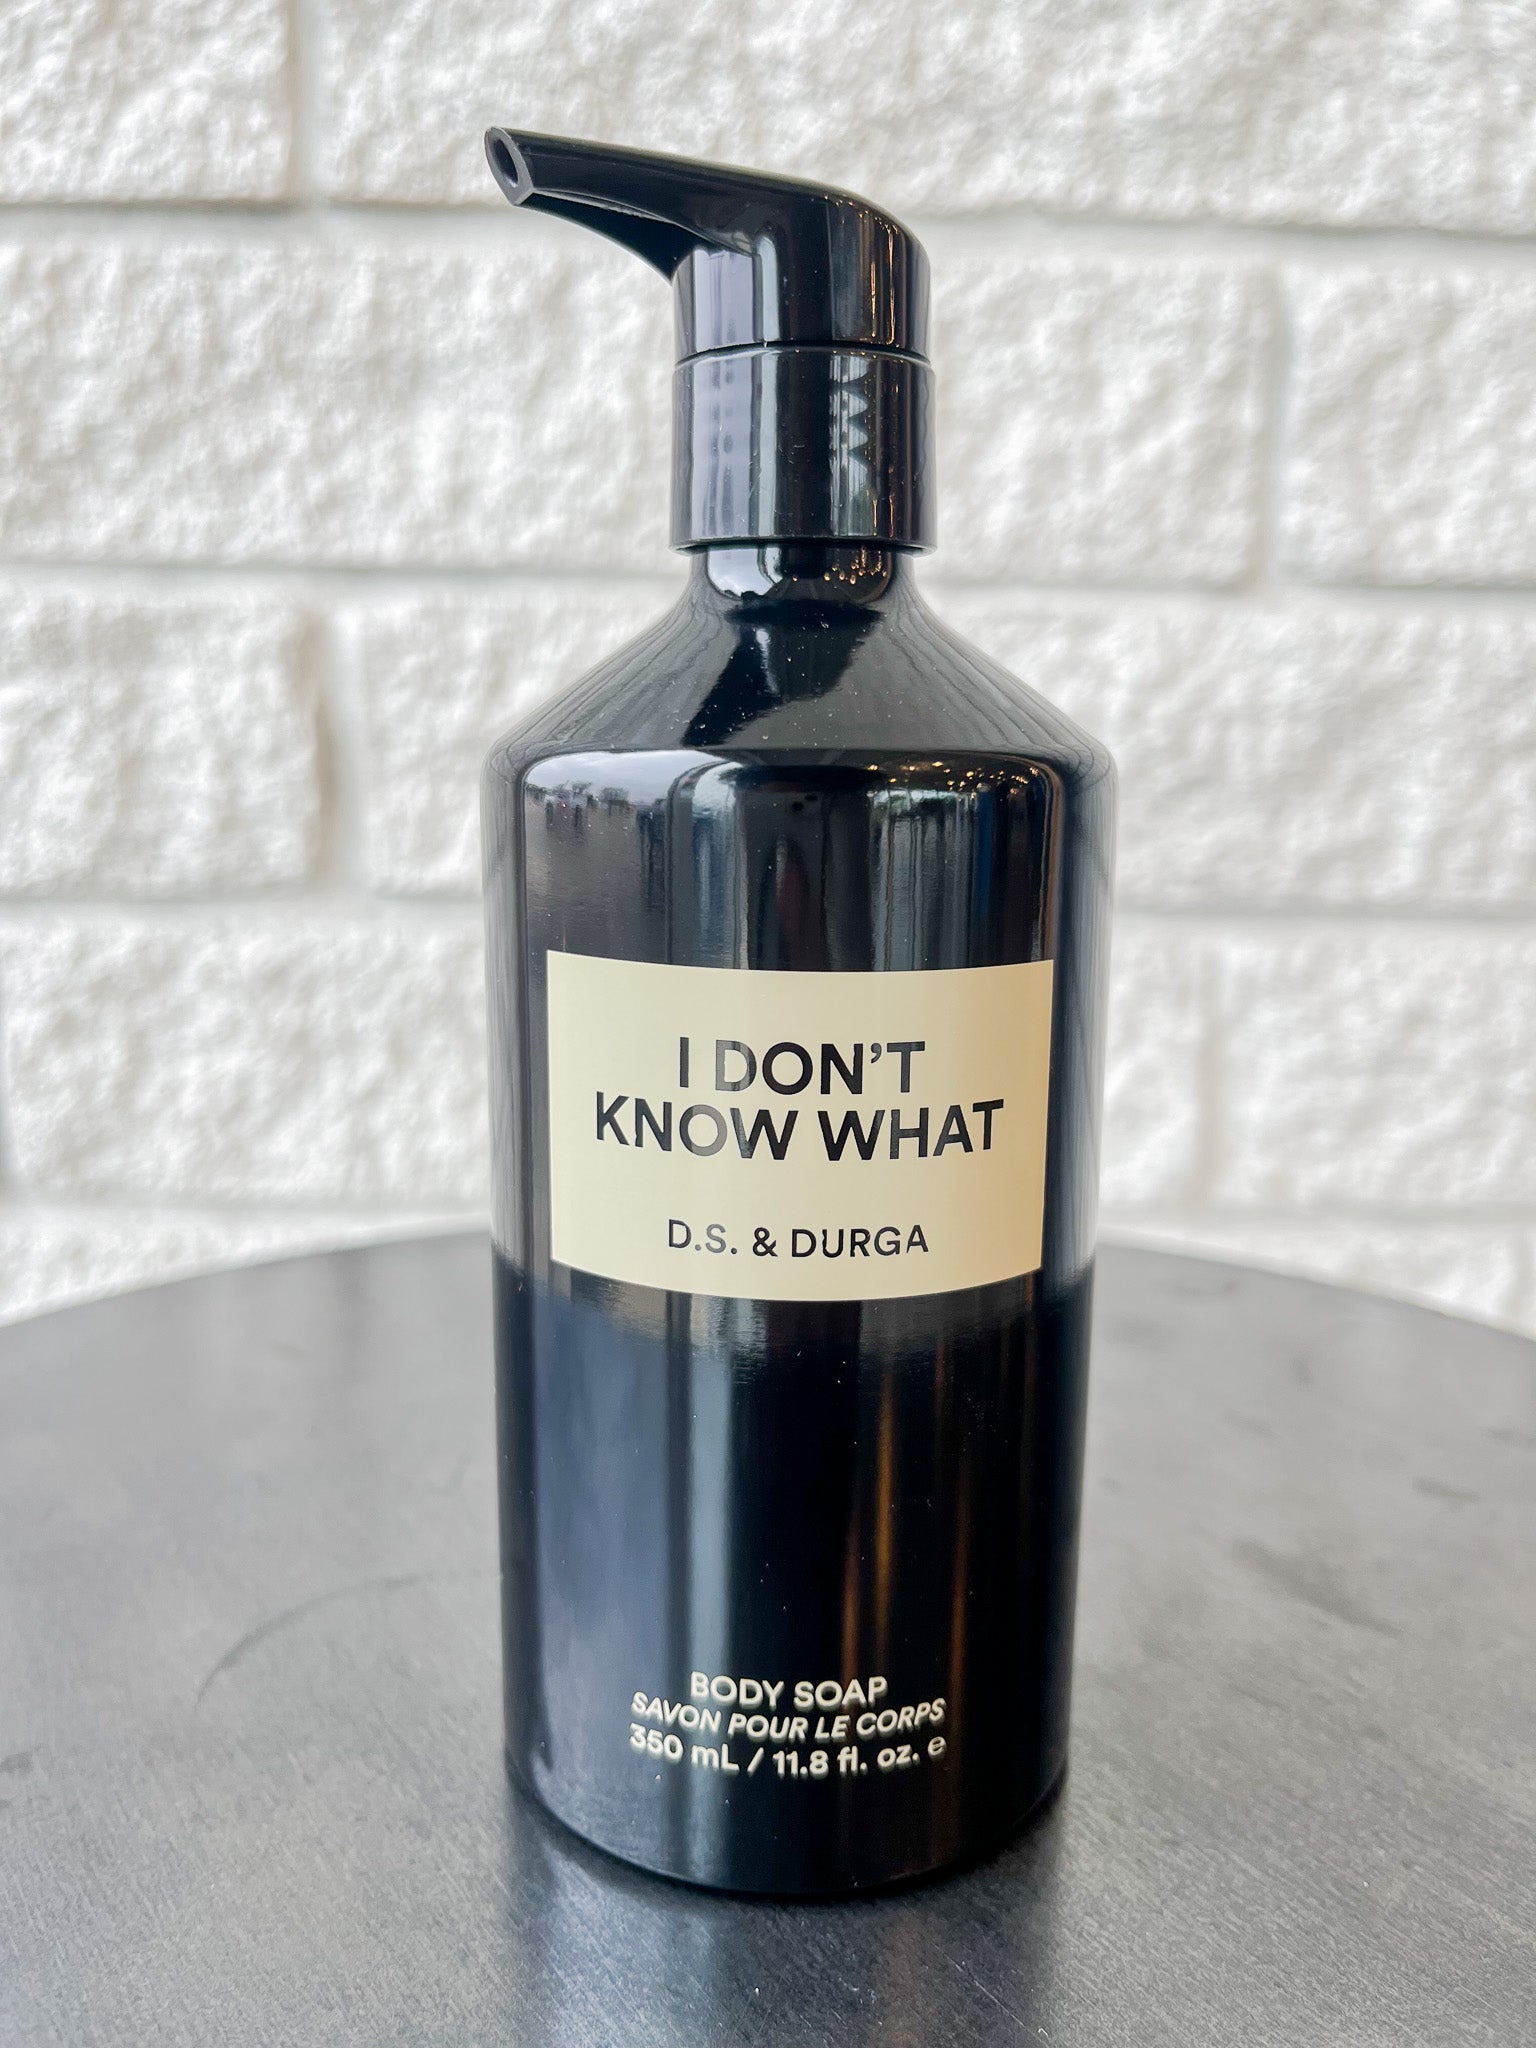 I DON'T
KNOW WHAT
D.S. & DURGA
BODY SOAP
SAVON POUR LE CORPS
350 mL / 11.8 fl. oz. ℮